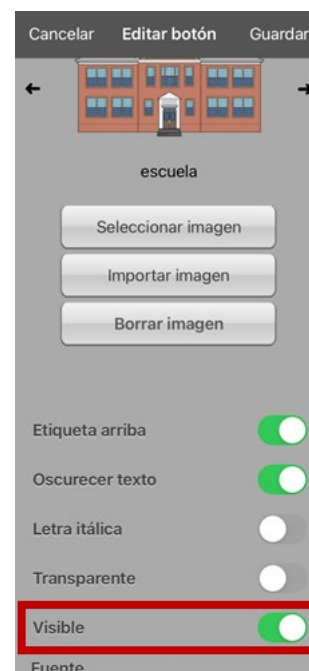 Cancelar Editar botón Guardar
escuela
Seleccionar imagen
Importar imagen
Borrar imagen
Etiqueta arriba
Oscurecer texto
Letra itálica
Transparente
Visible
Fuente